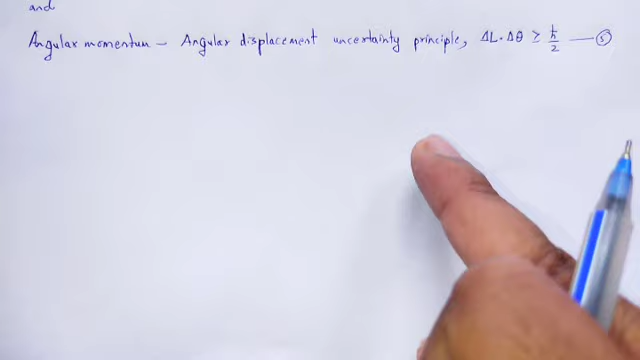 and
Angular momentum – Angular displacement uncertainty principle, ΔL·Δθ ≥ ħ/2 — (5)